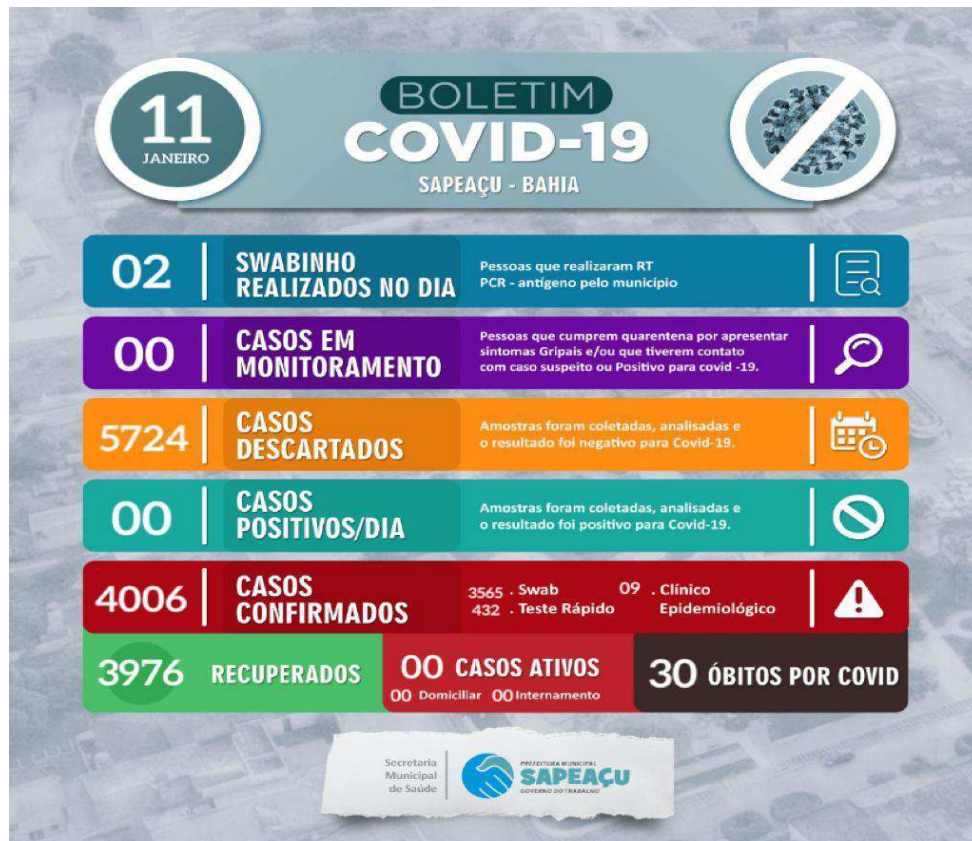 11
JANEIRO
BOLETIM
COVID-19
SAPEAÇU - BAHIA
02
SWABINHO
REALIZADOS NO DIA
Pessoas que realizaram RT
PCR - antígeno pelo município
00
CASOS EM
MONITORAMENTO
Pessoas que cumprem quarentena por apresentar
sintomas Gripais e/ou que tiverem contato
com caso suspeito ou Positivo para covid -19.
5724
CASOS
DESCARTADOS
Amostras foram coletadas, analisadas e
o resultado foi negativo para Covid-19.
00
CASOS
POSITIVOS/DIA
Amostras foram coletadas, analisadas e
o resultado foi positivo para Covid-19.
4006
CASOS
CONFIRMADOS
3565 . Swab
432 . Teste Rápido
09 . Clínico
Epidemiológico
3976 RECUPERADOS
00 CASOS ATIVOS
00 Domiciliar 00 Internamento
30 ÓBITOS POR COVID
Secretaria
Municipal
de Saúde
PREFEITURA MUNICIPAL
SAPEAÇU
GOVERNO DO TRABALHO